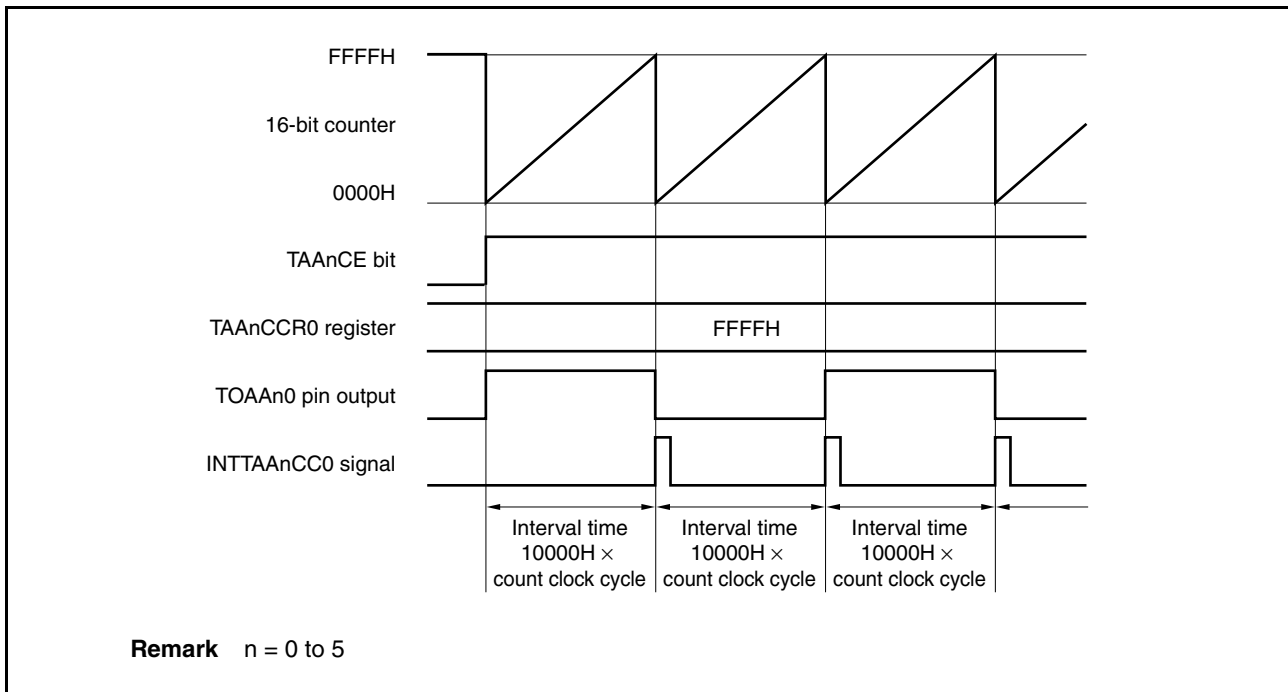 FFFFH
16-bit counter
0000H
TAAnCE bit
TAAnCCR0 register
FFFFH
TOAAn0 pin output
INTTAAnCC0 signal
Interval time
10000H ×
count clock cycle
Interval time
10000H ×
count clock cycle
Interval time
10000H ×
count clock cycle
Remark n = 0 to 5